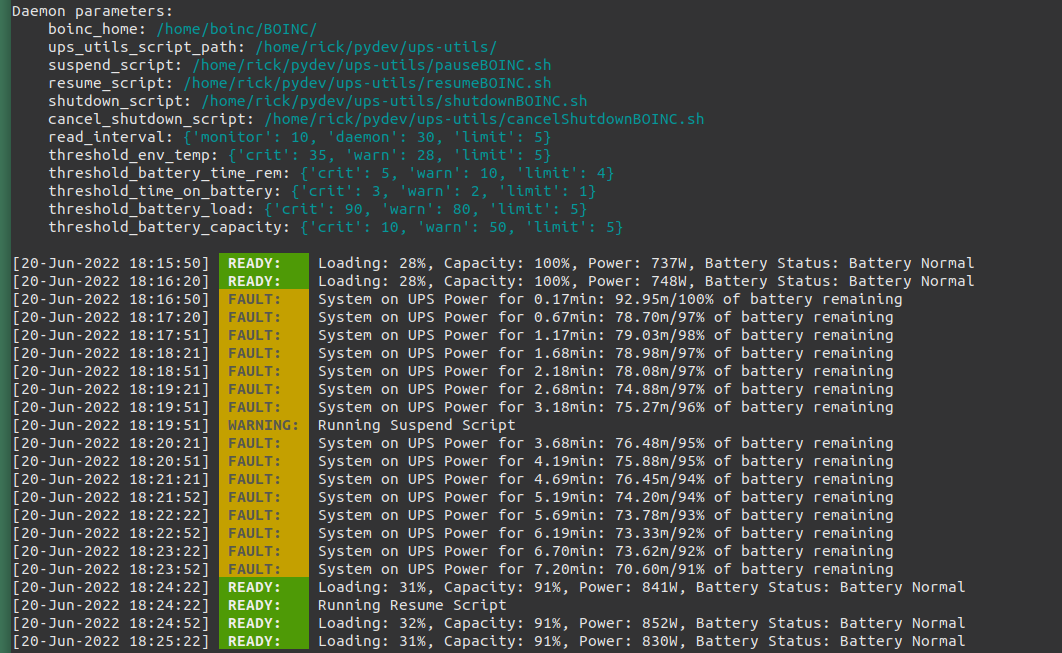 Daemon parameters:
boinc_home: /home/boinc/BOINC/
ups_utils_script_path: /home/rick/pydev/ups-utils/
suspend_script: /home/rick/pydev/ups-utils/pauseBOINC.sh
resume_script: /home/rick/pydev/ups-utils/resumeBOINC.sh
shutdown_script: /home/rick/pydev/ups-utils/shutdownBOINC.sh
cancel_shutdown_script: /home/rick/pydev/ups-utils/cancelShutdownBOINC.sh
read_interval: {'monitor': 10, 'daemon': 30, 'limit': 5}
threshold_env_temp: {'crit': 35, 'warn': 28, 'limit': 5}
threshold_battery_time_rem: {'crit': 5, 'warn': 10, 'limit': 4}
threshold_time_on_battery: {'crit': 3, 'warn': 2, 'limit': 1}
threshold_battery_load: {'crit': 90, 'warn': 80, 'limit': 5}
threshold_battery_capacity: {'crit': 10, 'warn': 50, 'limit': 5}
[20-Jun-2022 18:15:50] READY: Loading: 28%, Capacity: 100%, Power: 737W, Battery Status: Battery Normal
[20-Jun-2022 18:16:20] READY: Loading: 28%, Capacity: 100%, Power: 748W, Battery Status: Battery Normal
[20-Jun-2022 18:16:50] FAULT: System on UPS Power for 0.17min: 92.95m/100% of battery remaining
[20-Jun-2022 18:17:20] FAULT: System on UPS Power for 0.67min: 78.70m/97% of battery remaining
[20-Jun-2022 18:17:51] FAULT: System on UPS Power for 1.17min: 79.03m/98% of battery remaining
[20-Jun-2022 18:18:21] FAULT: System on UPS Power for 1.68min: 78.98m/97% of battery remaining
[20-Jun-2022 18:18:51] FAULT: System on UPS Power for 2.18min: 78.08m/97% of battery remaining
[20-Jun-2022 18:19:21] FAULT: System on UPS Power for 2.68min: 74.88m/97% of battery remaining
[20-Jun-2022 18:19:51] FAULT: System on UPS Power for 3.18min: 75.27m/96% of battery remaining
[20-Jun-2022 18:19:51] WARNING: Running Suspend Script
[20-Jun-2022 18:20:21] FAULT: System on UPS Power for 3.68min: 76.48m/95% of battery remaining
[20-Jun-2022 18:20:51] FAULT: System on UPS Power for 4.19min: 75.88m/95% of battery remaining
[20-Jun-2022 18:21:21] FAULT: System on UPS Power for 4.69min: 76.45m/94% of battery remaining
[20-Jun-2022 18:21:52] FAULT: System on UPS Power for 5.19min: 74.20m/94% of battery remaining
[20-Jun-2022 18:22:22] FAULT: System on UPS Power for 5.69min: 73.78m/93% of battery remaining
[20-Jun-2022 18:22:52] FAULT: System on UPS Power for 6.19min: 73.33m/92% of battery remaining
[20-Jun-2022 18:23:22] FAULT: System on UPS Power for 6.70min: 73.62m/92% of battery remaining
[20-Jun-2022 18:23:52] FAULT: System on UPS Power for 7.20min: 70.60m/91% of battery remaining
[20-Jun-2022 18:24:22] READY: Loading: 31%, Capacity: 91%, Power: 841W, Battery Status: Battery Normal
[20-Jun-2022 18:24:22] READY: Running Resume Script
[20-Jun-2022 18:24:52] READY: Loading: 32%, Capacity: 91%, Power: 852W, Battery Status: Battery Normal
[20-Jun-2022 18:25:22] READY: Loading: 31%, Capacity: 91%, Power: 830W, Battery Status: Battery Normal